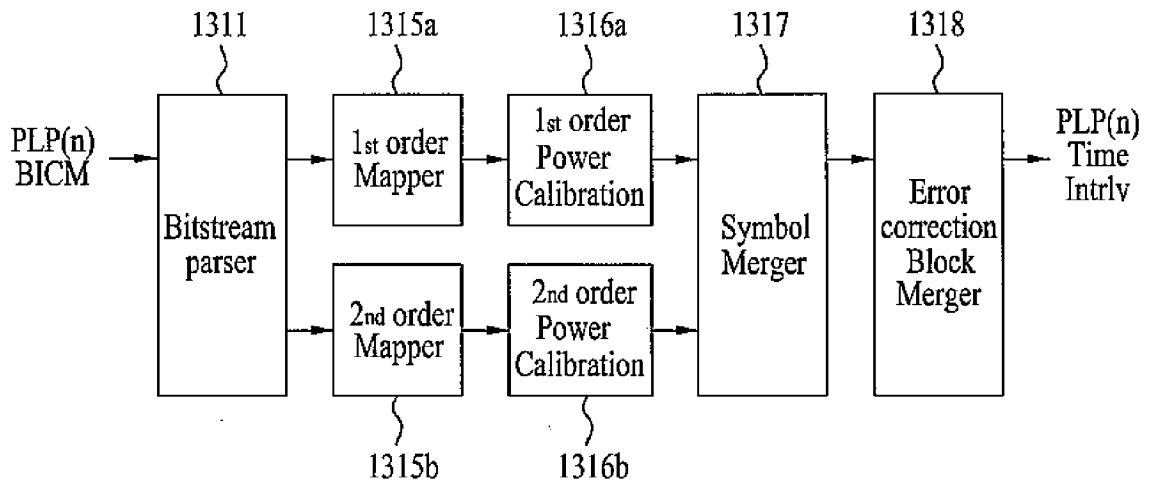 1311
1315a
1316a
1317
1318
PLP(n)
BICM
Bitstream
parser
1st order
Mapper
1st order
Power
Calibration
2nd order
Mapper
2nd order
Power
Calibration
Symbol
Merger
Error
correction
Block
Merger
PLP(n)
Time
Intrlv
1315b
1316b